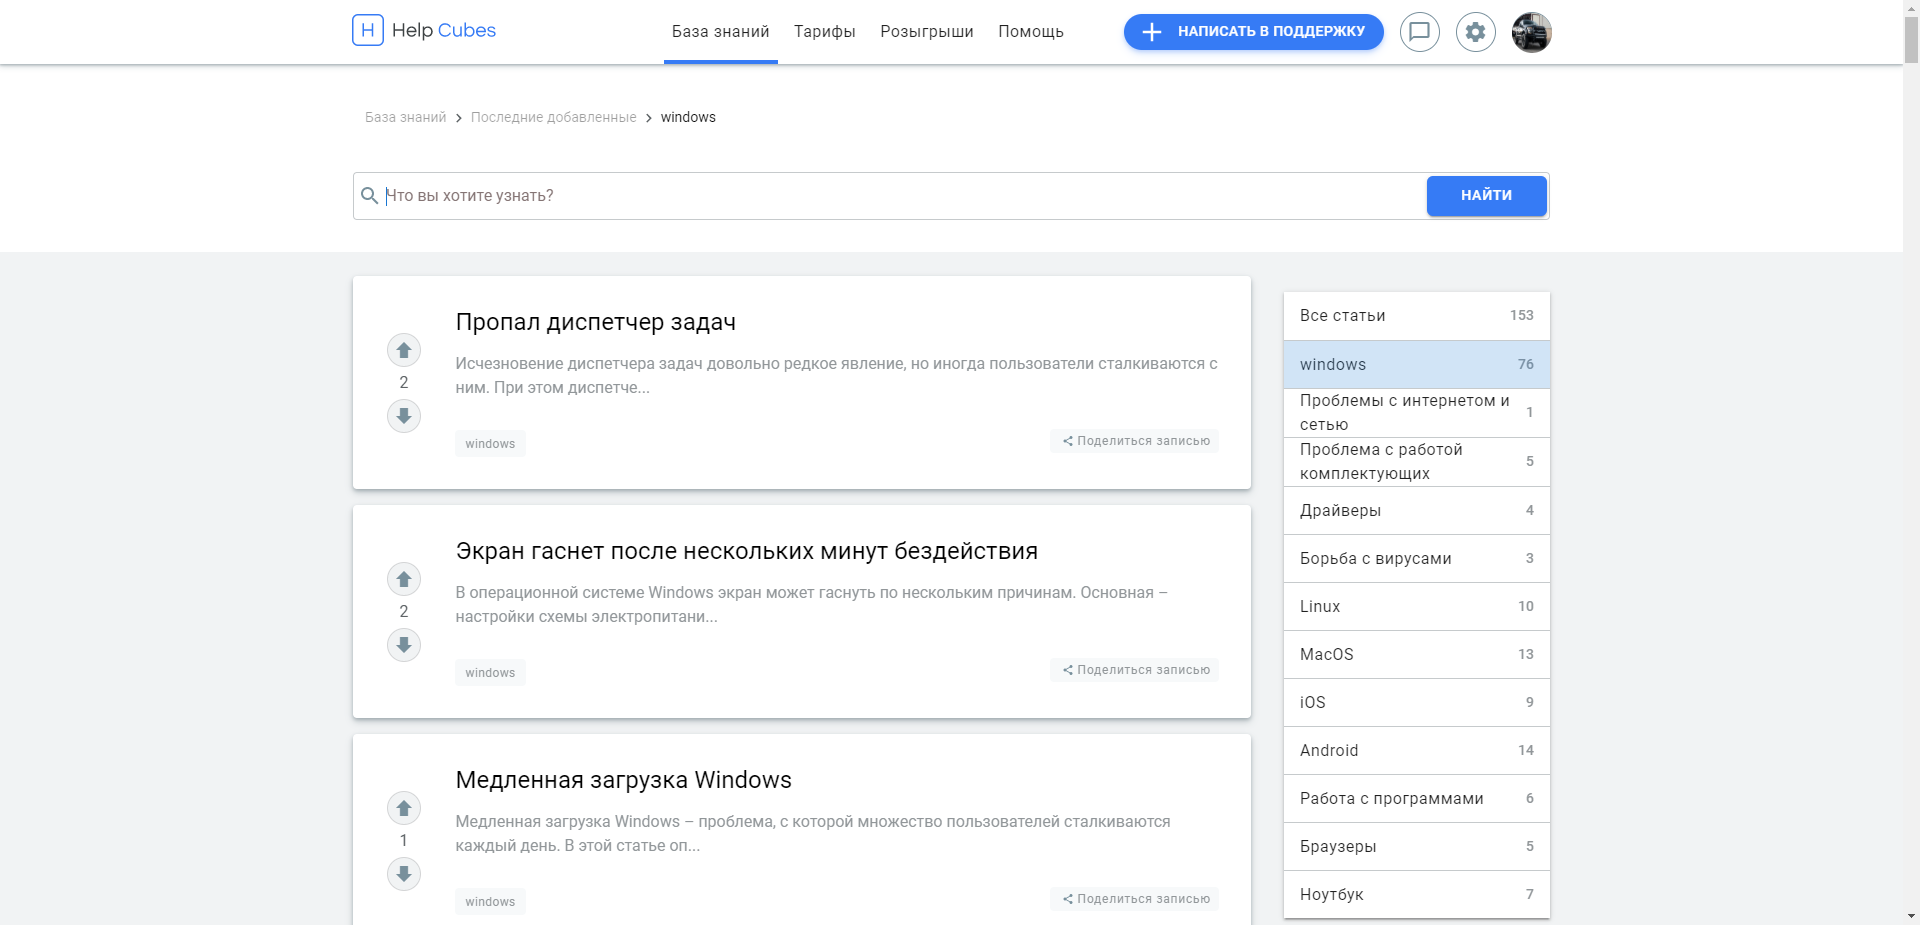 H Help Cubes
База знаний Тарифы Розыгрыши Помощь
НАПИСАТЬ В ПОДДЕРЖКУ
База знаний Последние добавленные windows
Что вы хотите узнать?
НАЙТИ
Пропал диспетчер задач
Исчезновение диспетчера задач довольно редкое явление, но иногда пользователи сталкиваются с
ним. При этом диспетче...
2
windows
Поделиться записью
Экран гаснет после нескольких минут бездействия
В операционной системе Windows экран может гаснуть по нескольким причинам. Основная –
настройки схемы электропитани...
2
windows
Поделиться записью
Медленная загрузка Windows
Медленная загрузка Windows – проблема, с которой множество пользователей сталкиваются
каждый день. В этой статье оп...
1
windows
Поделиться записью
Все статьи 153
windows 76
Проблемы с интернетом и
сетью 1
Проблема с работой
комплектующих 5
Драйверы 4
Борьба с вирусами 3
Linux 10
MacOS 13
iOS 9
Android 14
Работа с программами 6
Браузеры 5
Ноутбук 7